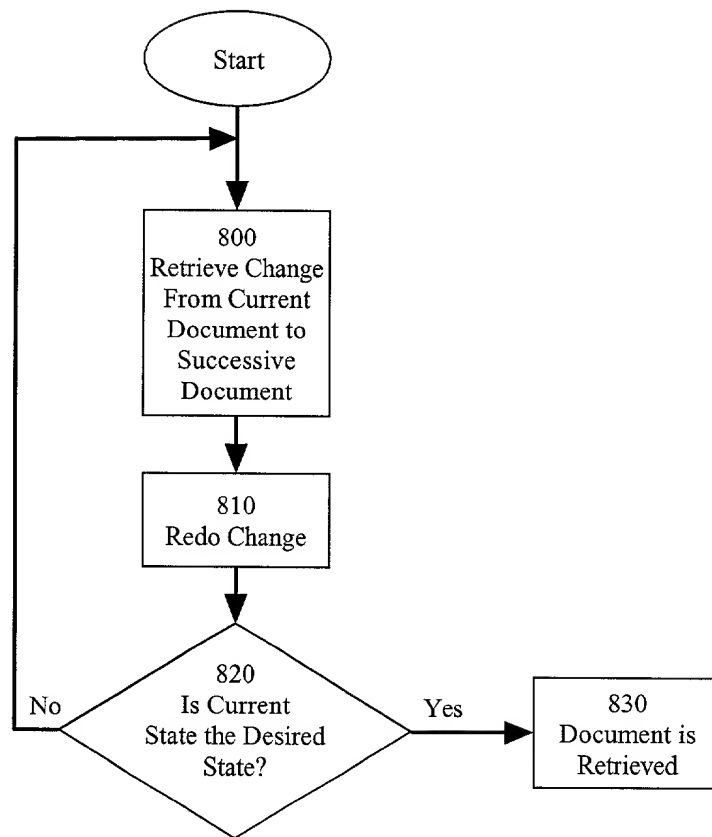 Start
800
Retrieve Change
From Current
Document to
Successive
Document
810
Redo Change
820
Is Current
State the Desired
State?
No
Yes
830
Document is
Retrieved